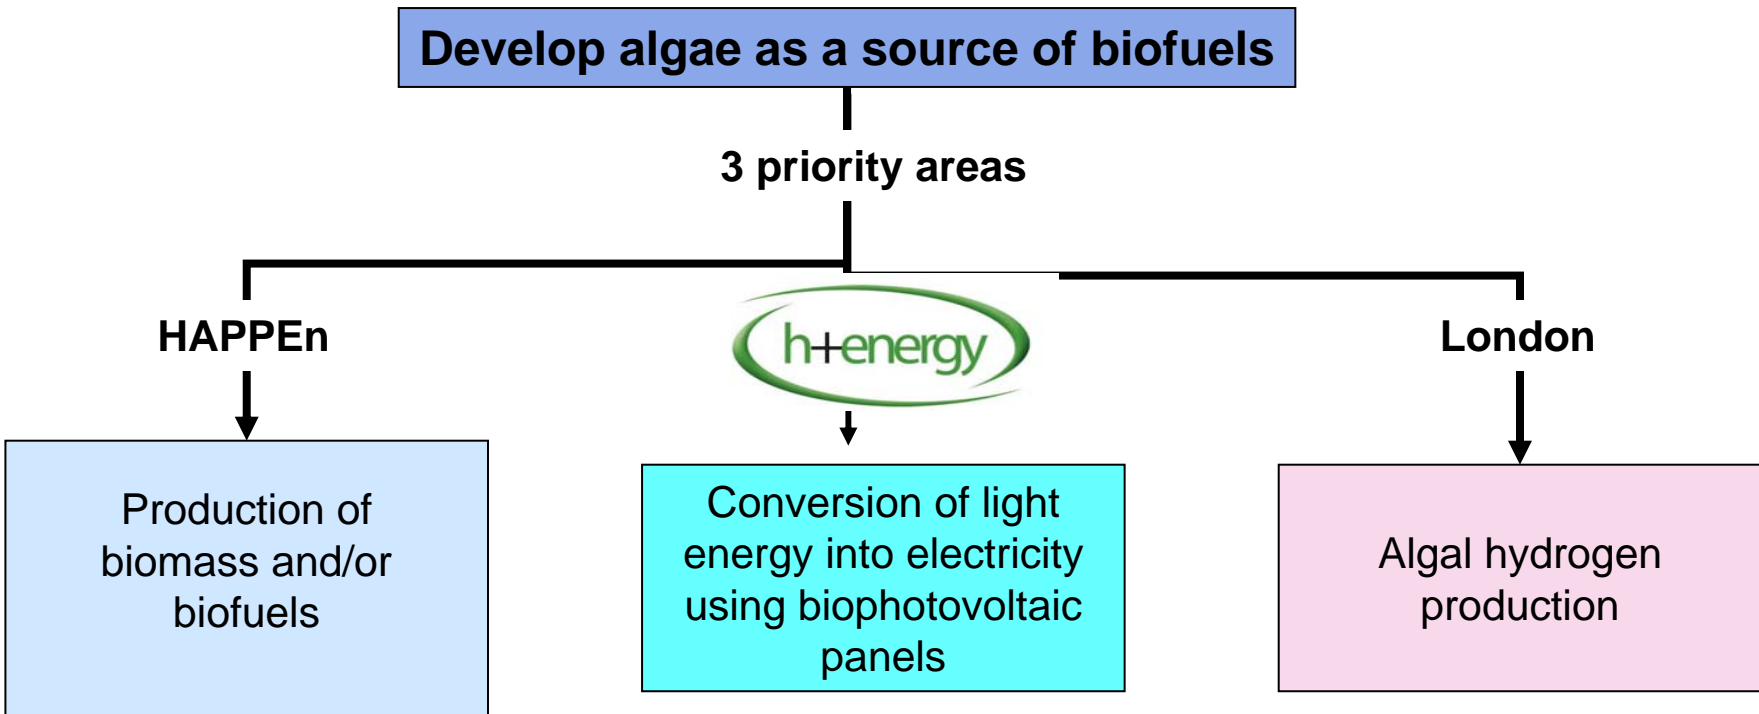 Develop algae as a source of biofuels
3 priority areas
HAPPEn
h+energy
London
Production of
biomass and/or
biofuels
Conversion of light
energy into electricity
using biophotovoltaic
panels
Algal hydrogen
production